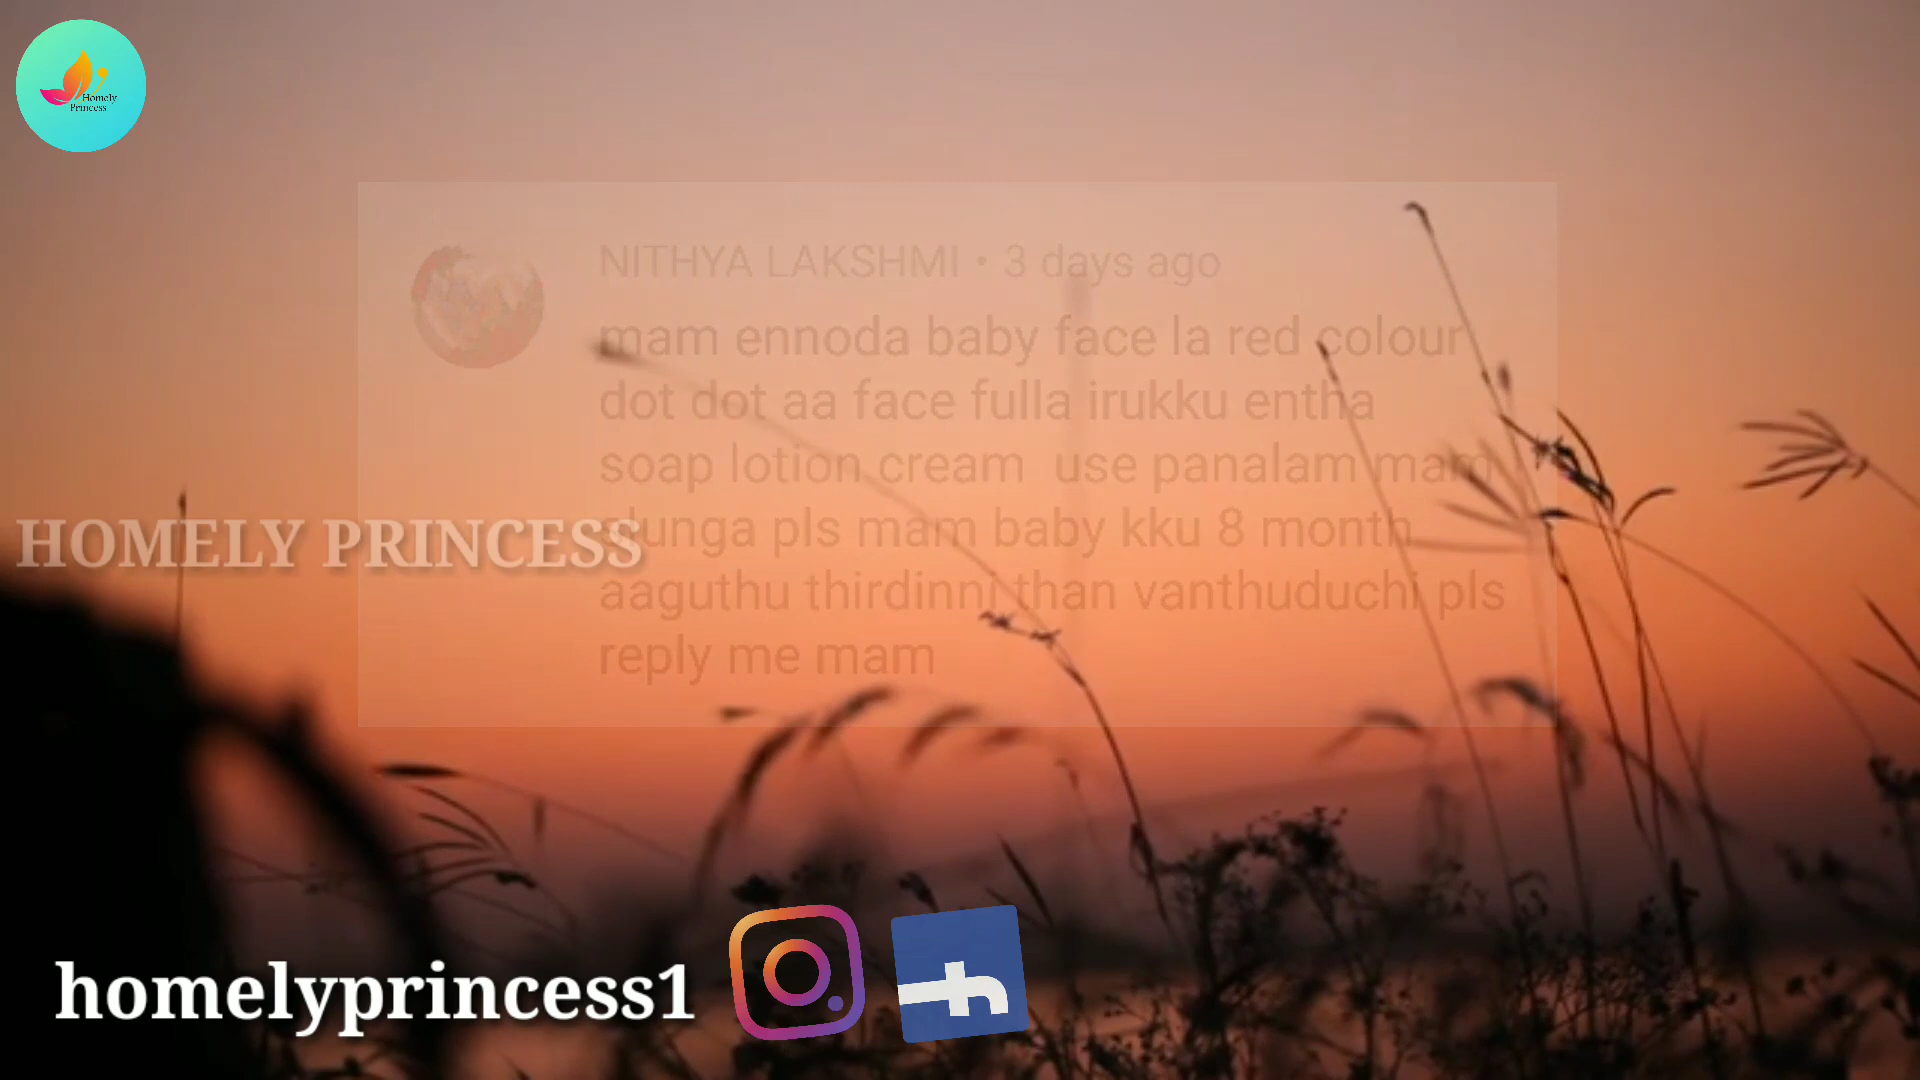 Homely
Princess
NITHYA LAKSHMI • 3 days ago
mam ennoda baby face la red colour
dot dot aa face fulla irukku entha
soap lotion cream use panalam mam
slunga pls mam baby kku 8 month
aaguthu thirdinni than vanthuduchi pls
reply me mam
HOMELY PRINCESS
homelyprincess1